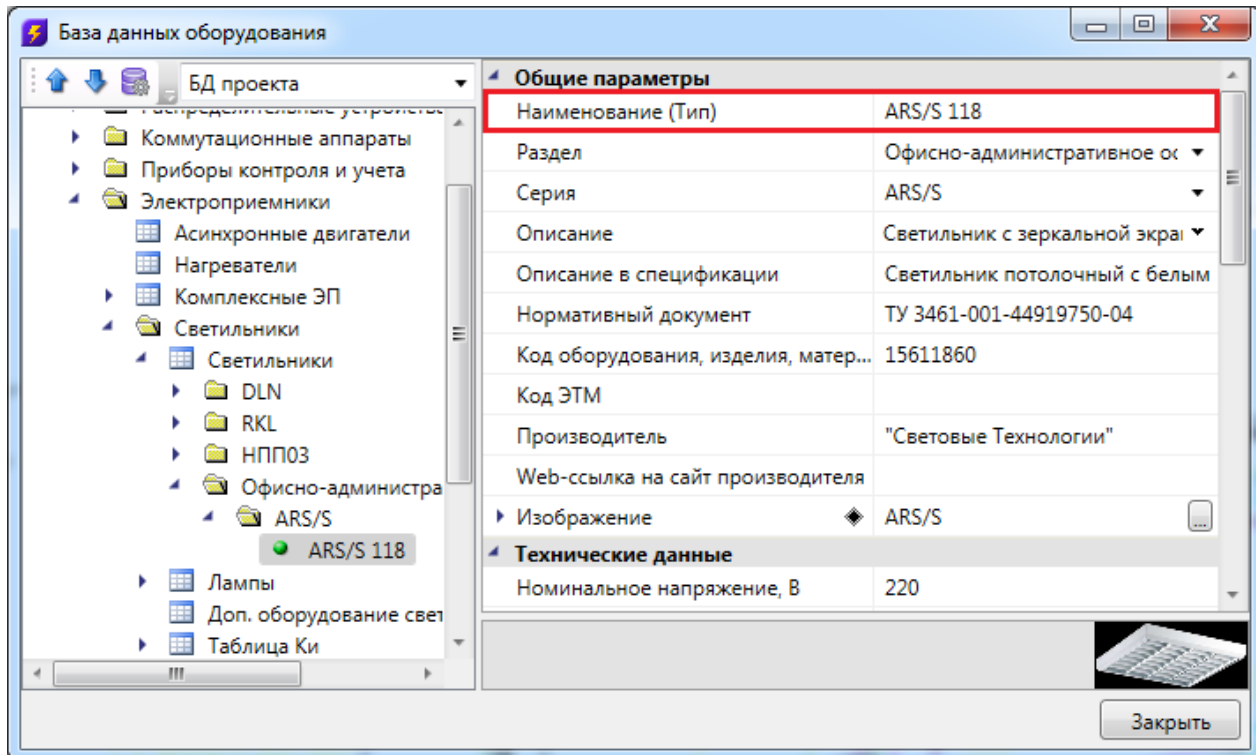 База данных оборудования
БД проекта
Коммутационные аппараты
Приборы контроля и учета
Электроприемники
Асинхронные двигатели
Нагреватели
Комплексные ЭП
Светильники
Светильники
DLN
RKL
НПП03
Офисно-администра
ARS/S
ARS/S 118
Лампы
Доп. оборудование свет
Таблица Ки
Общие параметры
Наименование (Тип) ARS/S 118
Раздел Офисно-административное ос
Серия ARS/S
Описание Светильник с зеркальной экра
Описание в спецификации Светильник потолочный с белым
Нормативный документ ТУ 3461-001-44919750-04
Код оборудования, изделия, матер... 15611860
Код ЭТМ
Производитель "Световые Технологии"
Web-ссылка на сайт производителя
Изображение ARS/S ...
Технические данные
Номинальное напряжение, В 220
Закрыть